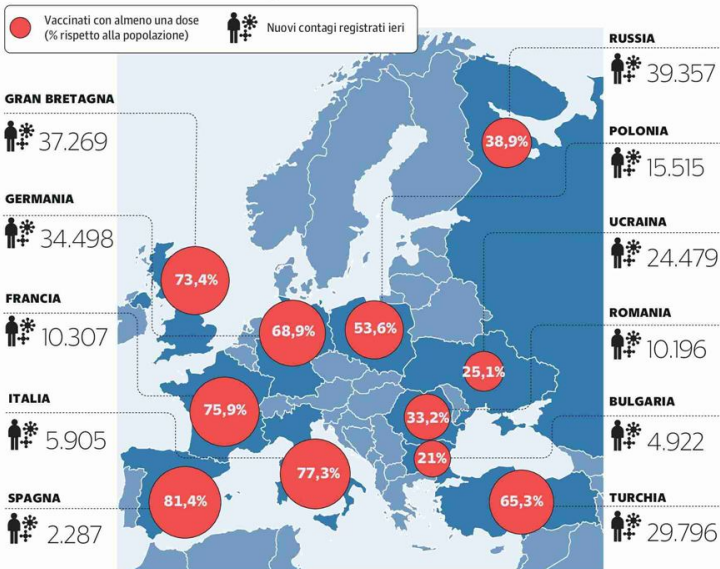 Vaccinati con almeno una dose
(% rispetto alla popolazione)
Nuovi contagi registrati ieri
GRAN BRETAGNA
37.269
GERMANIA
34.498
FRANCIA
10.307
ITALIA
5.905
SPAGNA
2.287
RUSSIA
39.357
POLONIA
15.515
UCRAINA
24.479
ROMANIA
10.196
BULGARIA
4.922
TURCHIA
29.796
38,9%
73,4%
68,9%
53,6%
25,1%
75,9%
33,2%
21%
77,3%
81,4%
65,3%